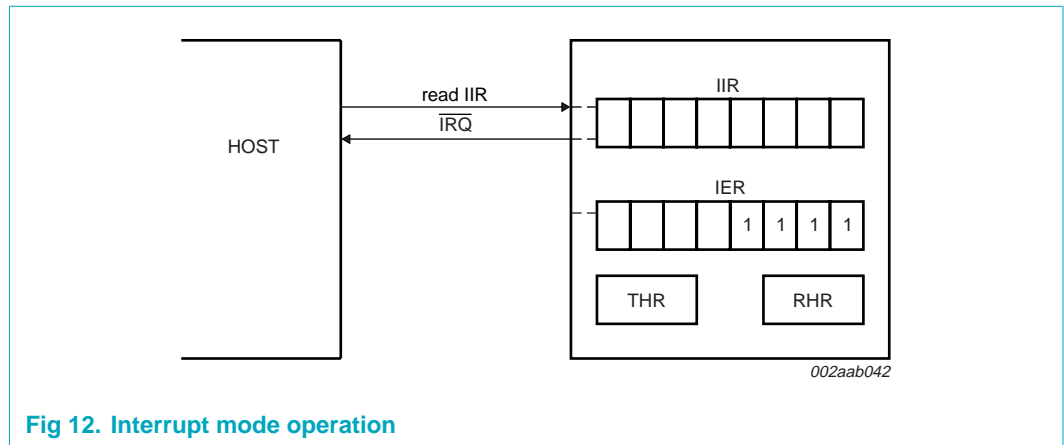 read IIR
IRQ
HOST
IIR
IER
1 1 1 1
THR RHR
002aab042
Fig 12. Interrupt mode operation